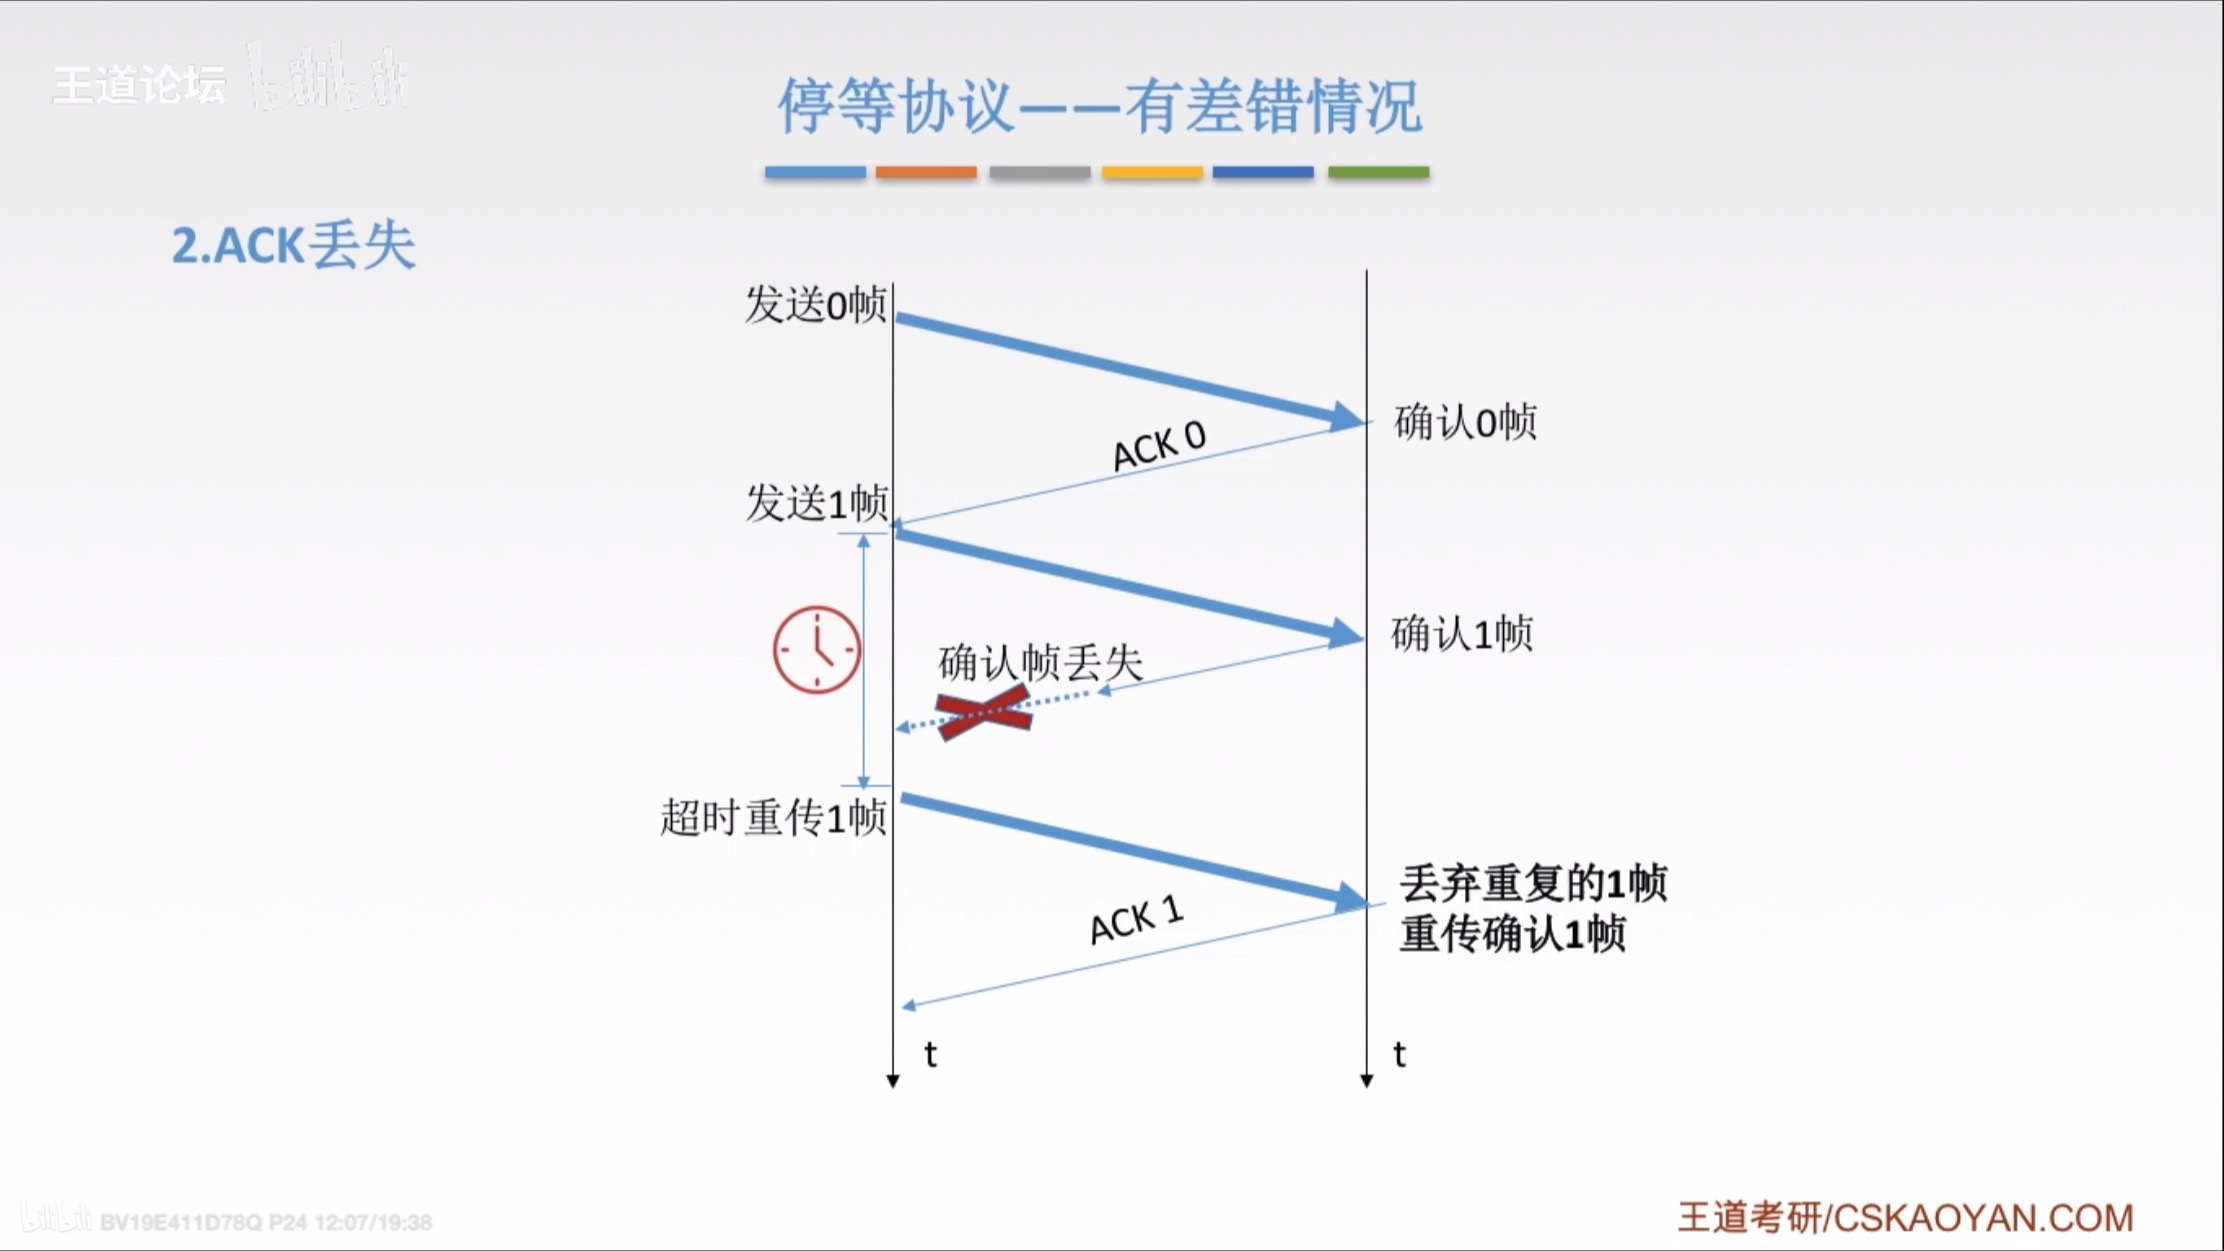 王道论坛 bilibili
停等协议——有差错情况
2.ACK丢失
发送0帧
确认0帧
ACK 0
发送1帧
确认1帧
确认帧丢失
超时重传1帧
丢弃重复的1帧
重传确认1帧
ACK 1
t
t
bilibili BV19E411D78Q P24 12:07/19:38
王道考研/CSKAOYAN.COM